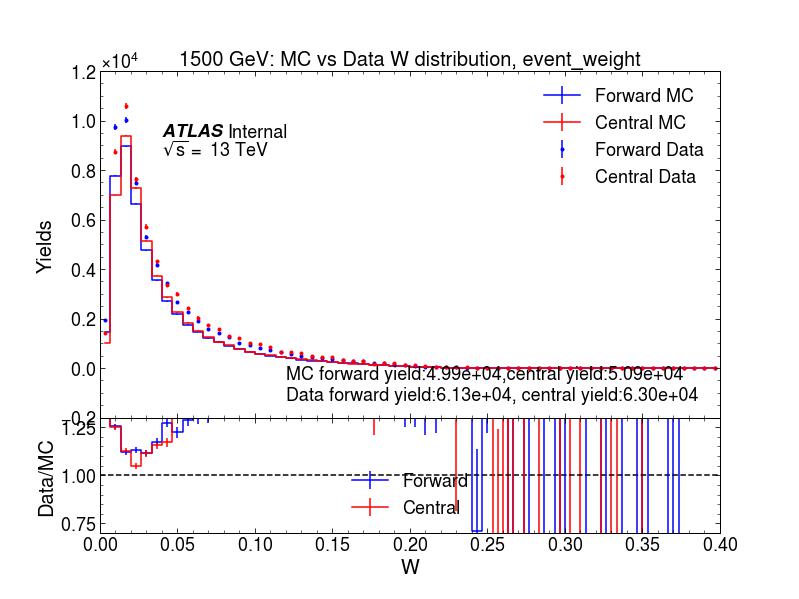 1500 GeV: MC vs Data W distribution, event_weight
×10⁴
1.2
1.0
0.8
0.6
0.4
0.2
0.0
0.2
Yields
ATLAS Internal
√s = 13 TeV
Forward MC
Central MC
Forward Data
Central Data
MC forward yield:4.99e+04,central yield:5.09e+04
Data forward yield:6.13e+04, central yield:6.30e+04
1.25
1.00
0.75
Data/MC
Forward
Central
0.00 0.05 0.10 0.15 0.20 0.25 0.30 0.35 0.40
W